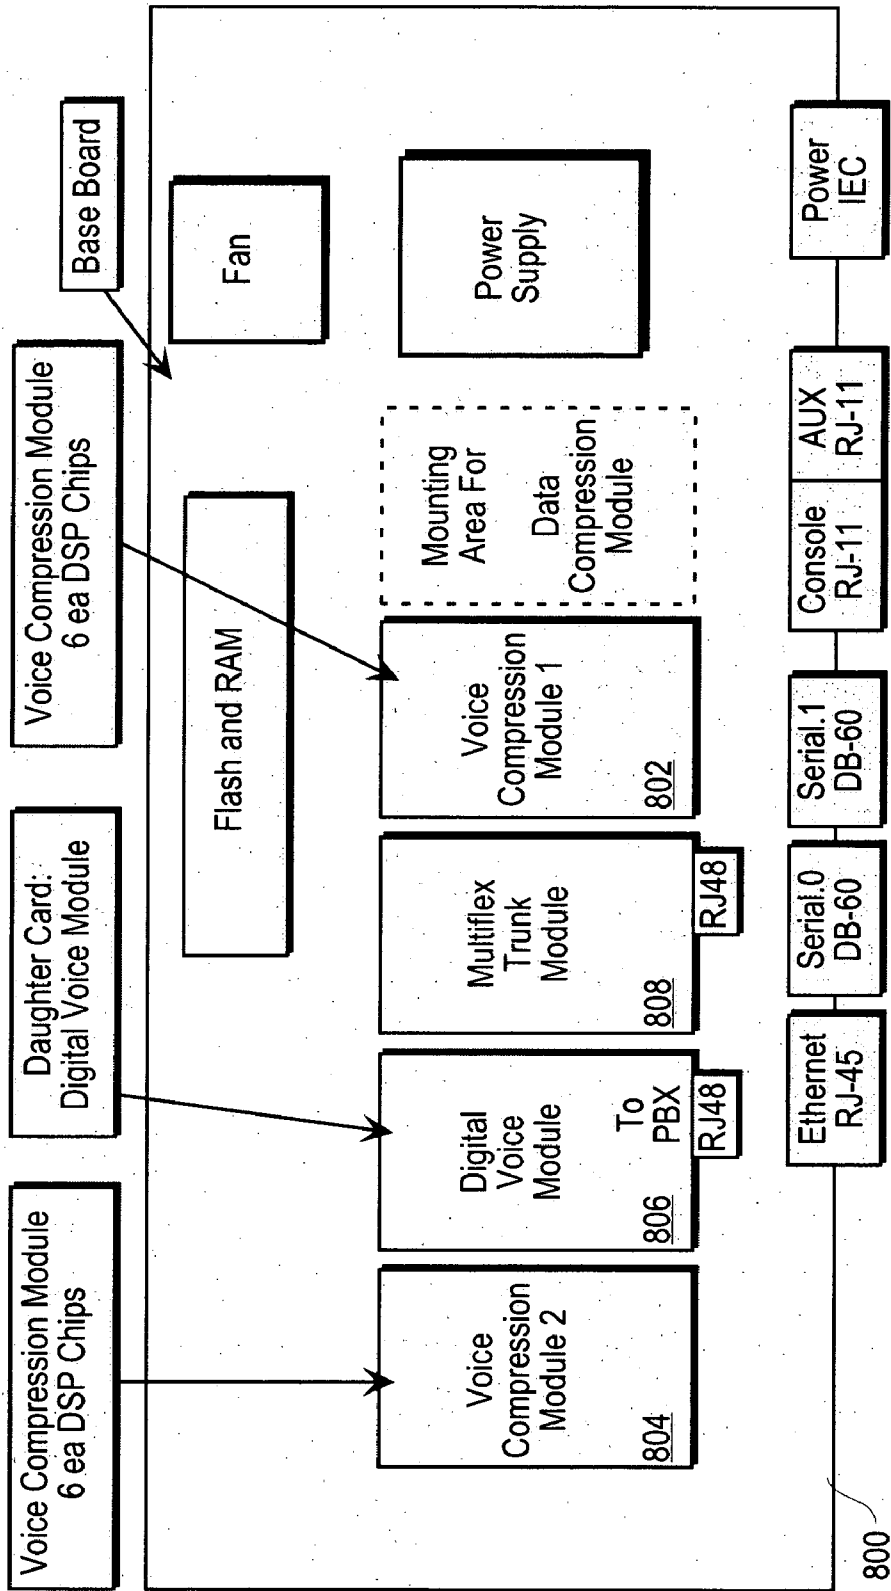 Voice Compression Module
6 ea DSP Chips
Daughter Card:
Digital Voice Module
Voice Compression Module
6 ea DSP Chips
Base Board
Flash and RAM
Fan
Voice
Compression
Module 2
804
Digital
Voice
Module
To
PBX
806
RJ48
Multiflex
Trunk
Module
808
RJ48
Voice
Compression
Module 1
802
Mounting
Area For
Data
Compression
Module
Power
Supply
Ethernet
RJ-45
Serial.0
DB-60
Serial.1
DB-60
Console
RJ-11
AUX
RJ-11
Power
IEC
800